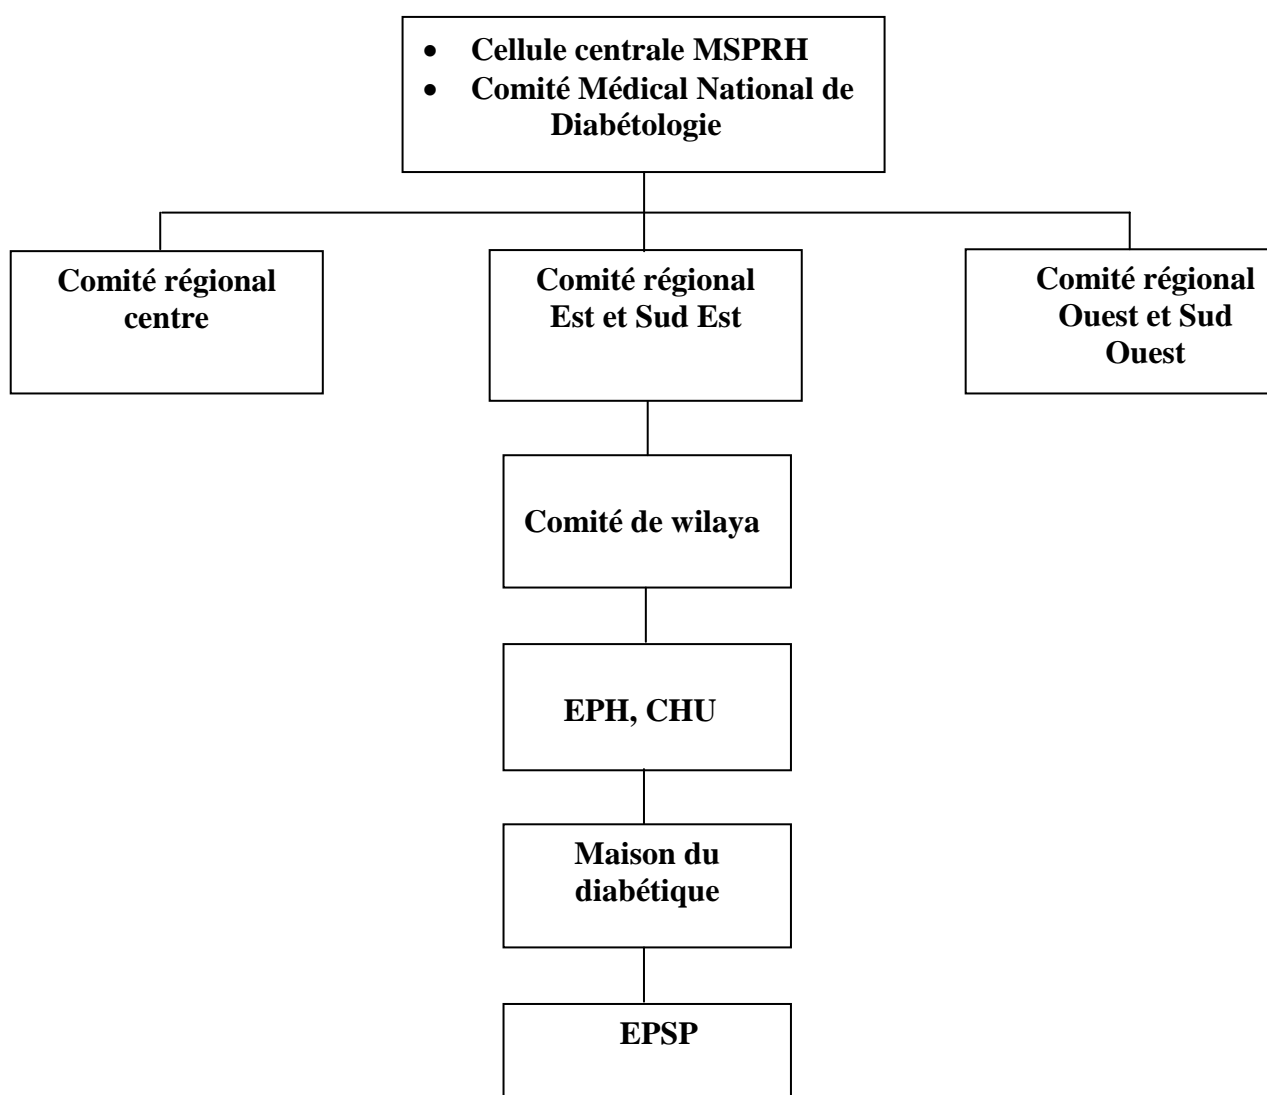 • Cellule centrale MSPRH
• Comité Médical National de
Diabétologie
Comité régional
centre
Comité régional
Est et Sud Est
Comité régional
Ouest et Sud
Ouest
Comité de wilaya
EPH, CHU
Maison du
diabétique
EPSP